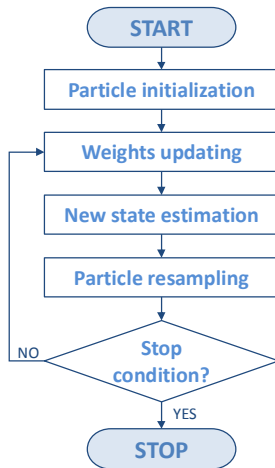 START
Particle initialization
Weights updating
New state estimation
Particle resampling
Stop
condition?
NO
YES
STOP